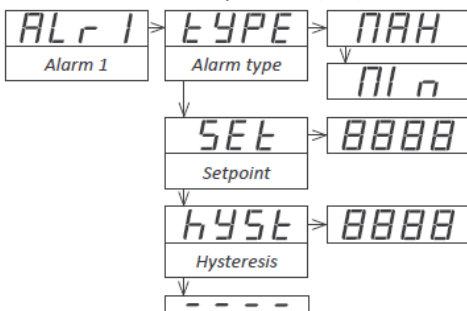 ALr1 tYPE MAH
Alarm 1 Alarm type
MIn
SEt 8888
Setpoint
hYSt 8888
Hysteresis
- - - -